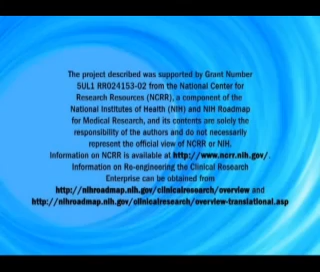 The project described was supported by Grant Number
5UL1 RR024153-02 from the National Center for
Research Resources (NCRR), a component of the
National Institutes of Health (NIH) and NIH Roadmap
for Medical Research, and its contents are solely the
responsibility of the authors and do not necessarily
represent the official view of NCRR or NIH.
Information on NCRR is available at http://www.ncrr.nih.gov/.
Information on Re-engineering the Clinical Research
Enterprise can be obtained from
http://nihroadmap.nih.gov/clinicalresearch/overview and
http://nihroadmap.nih.gov/clinicalresearch/overview-translational.asp